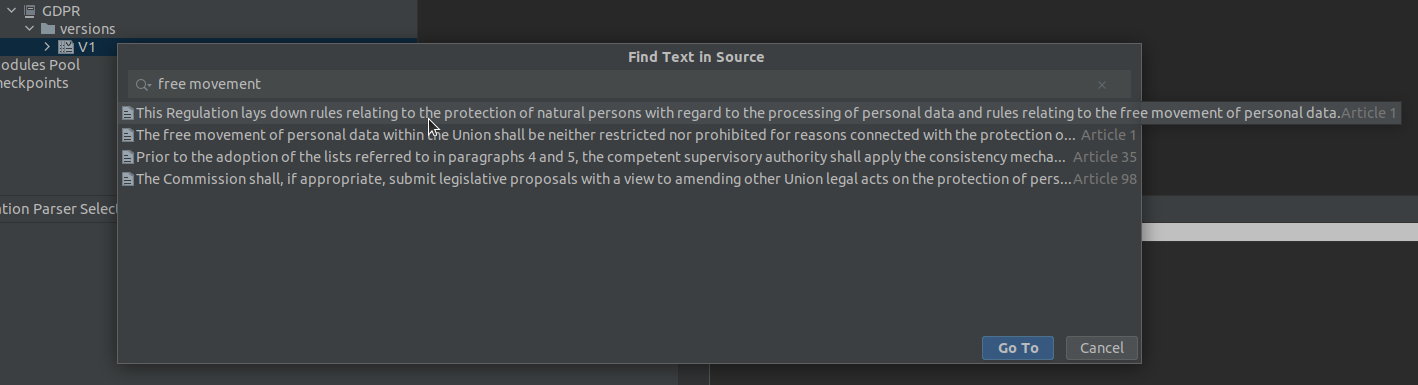 GDPR
versions
V1
odules Pool
eckpoints
Find Text in Source
free movement
This Regulation lays down rules relating to the protection of natural persons with regard to the processing of personal data and rules relating to the free movement of personal data. Article 1
The free movement of personal data within the Union shall be neither restricted nor prohibited for reasons connected with the protection o... Article 1
Prior to the adoption of the lists referred to in paragraphs 4 and 5, the competent supervisory authority shall apply the consistency mecha... Article 35
The Commission shall, if appropriate, submit legislative proposals with a view to amending other Union legal acts on the protection of pers... Article 98
ation Parser Select
Go To Cancel